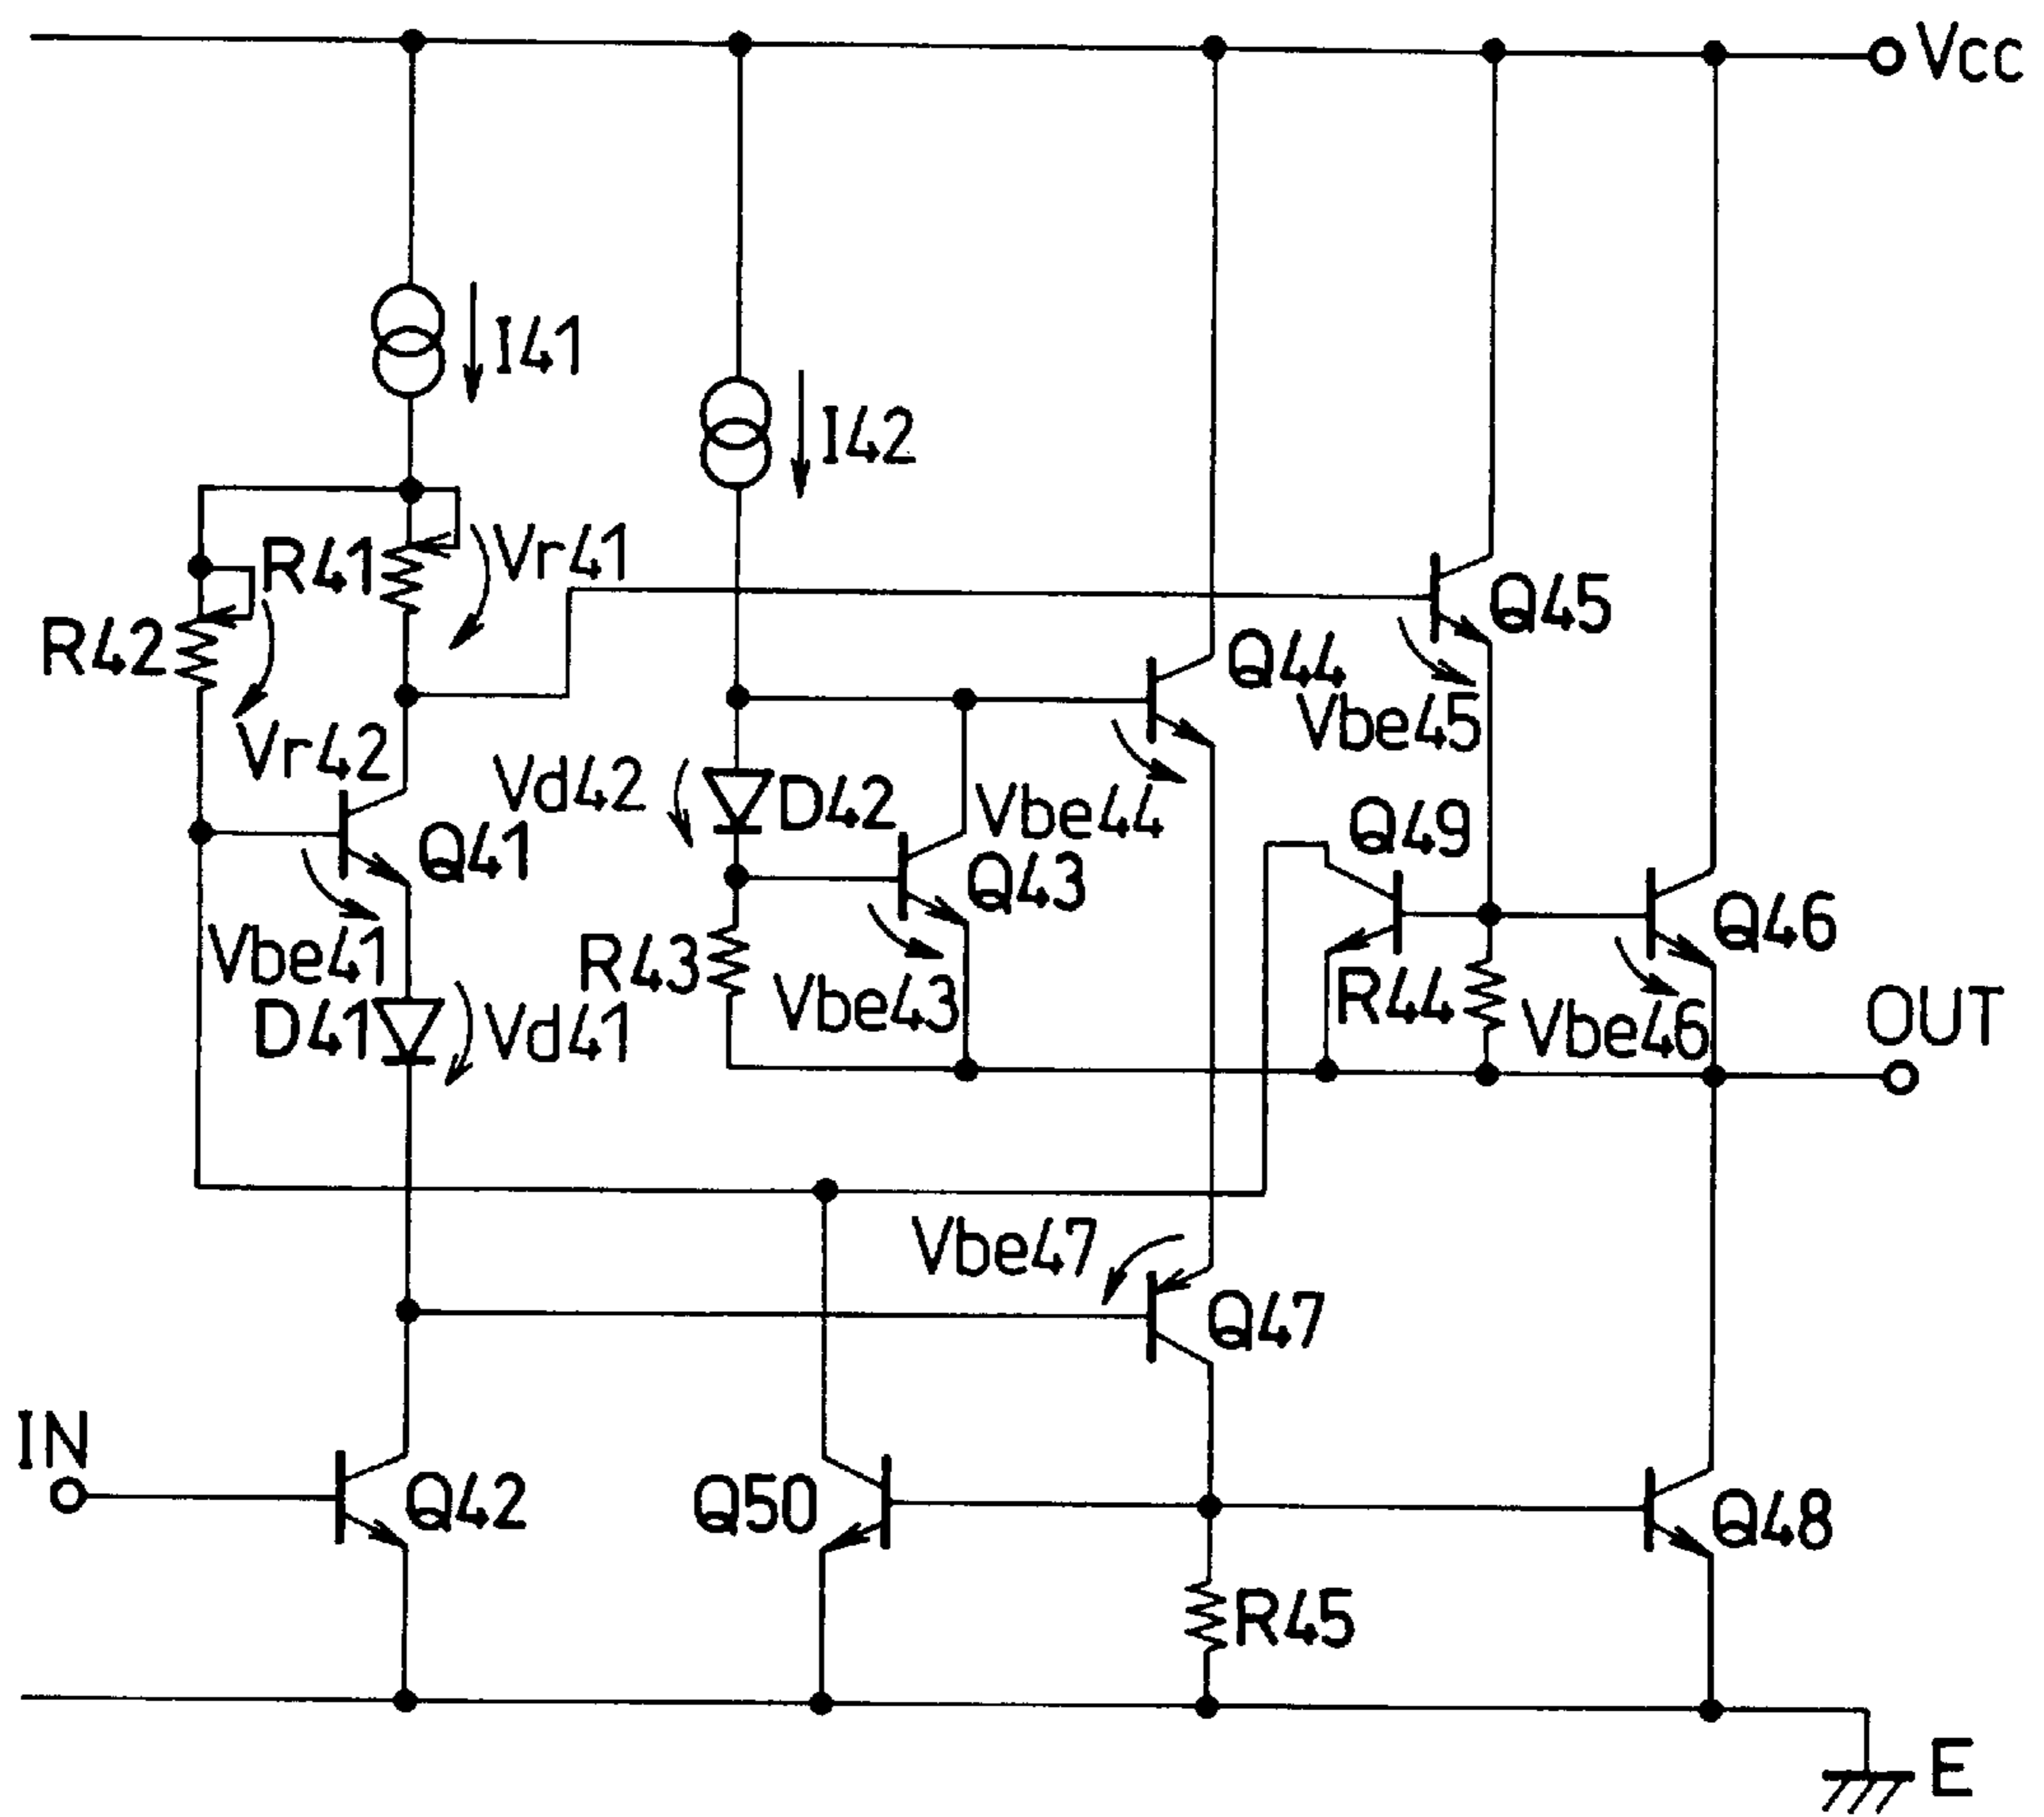 Vcc
I41
I42
R41
Vr41
Q45
R42
Q44
Vbe45
Vr42
Vd42
D42
Vbe44
Q49
Q41
Q43
Q46
Vbe41
R43
Vbe43
R44
Vbe46
OUT
D41
Vd41
Vbe47
Q47
IN
Q42
Q50
Q48
R45
E